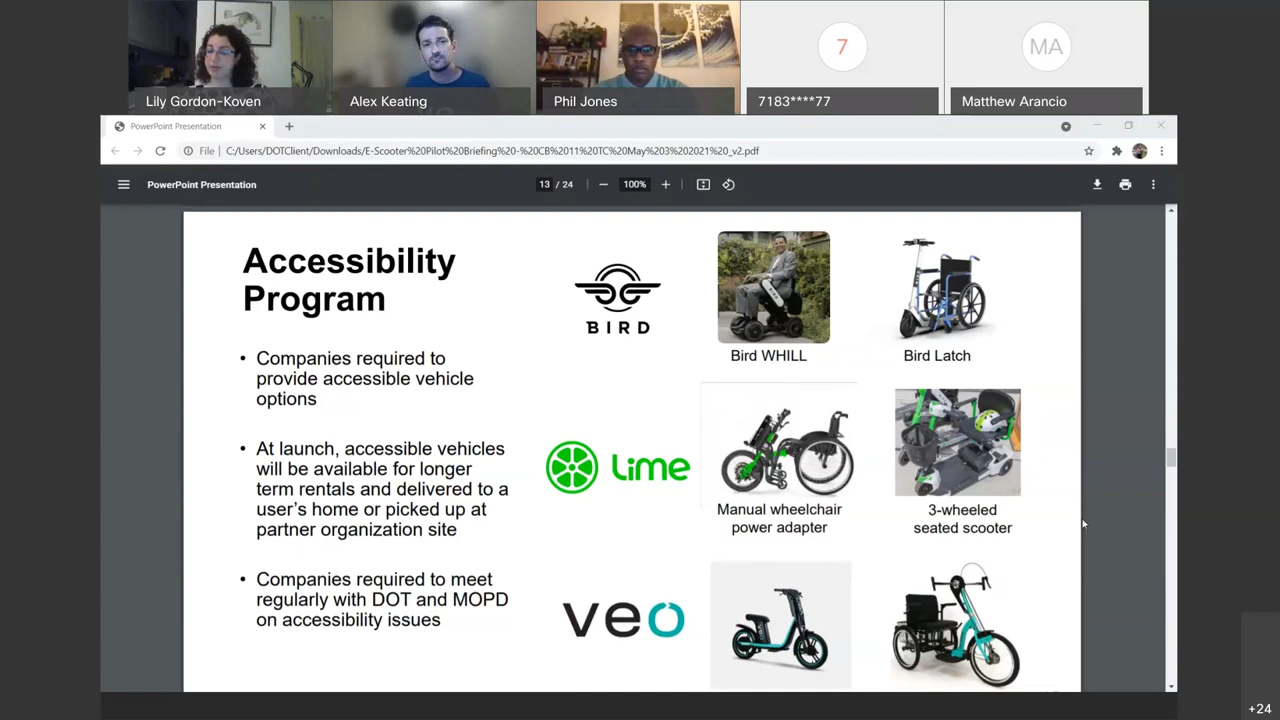 7
MA
Lily Gordon-Koven
Alex Keating
Phil Jones
7183****77
Matthew Arancio
PowerPoint Presentation
File | C:/Users/DOTClient/Downloads/E-Scooter%20Pilot%20Briefing%20-%20CB%2011%20TC%20May%203%202021%20_v2.pdf
PowerPoint Presentation
13 / 24
100%
Accessibility
Program
• Companies required to
provide accessible vehicle
options
• At launch, accessible vehicles
will be available for longer
term rentals and delivered to a
user's home or picked up at
partner organization site
• Companies required to meet
regularly with DOT and MOPD
on accessibility issues
BIRD
Bird WHILL
Bird Latch
Lime
Manual wheelchair
power adapter
3-wheeled
seated scooter
veo
+24